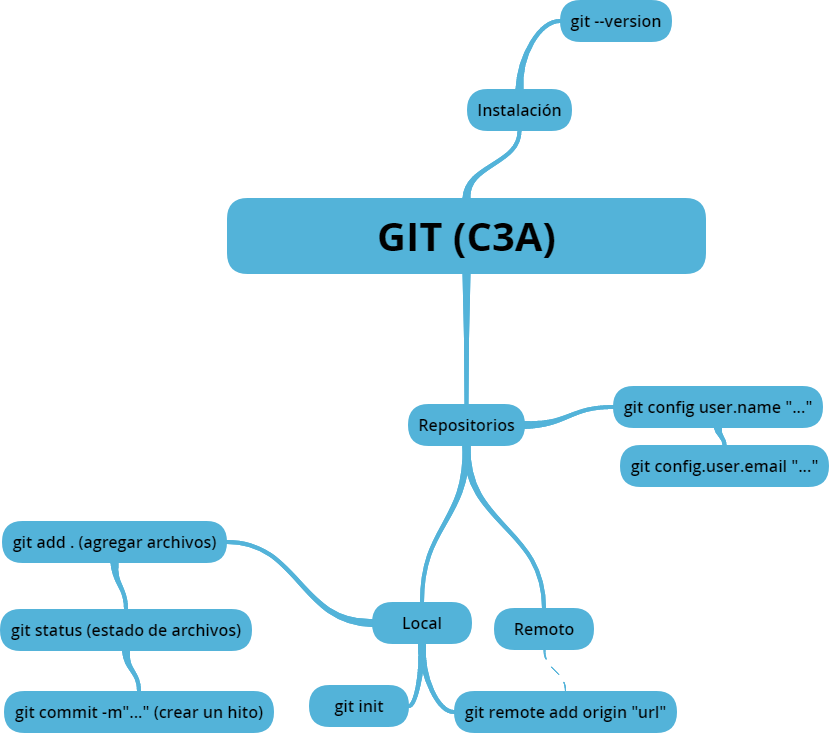 git --version
Instalación
GIT (C3A)
Repositorios
git config user.name "..."
git config.user.email "..."
git add . (agregar archivos)
git status (estado de archivos)
git commit -m"..." (crear un hito)
Local
Remoto
git init
git remote add origin "url"